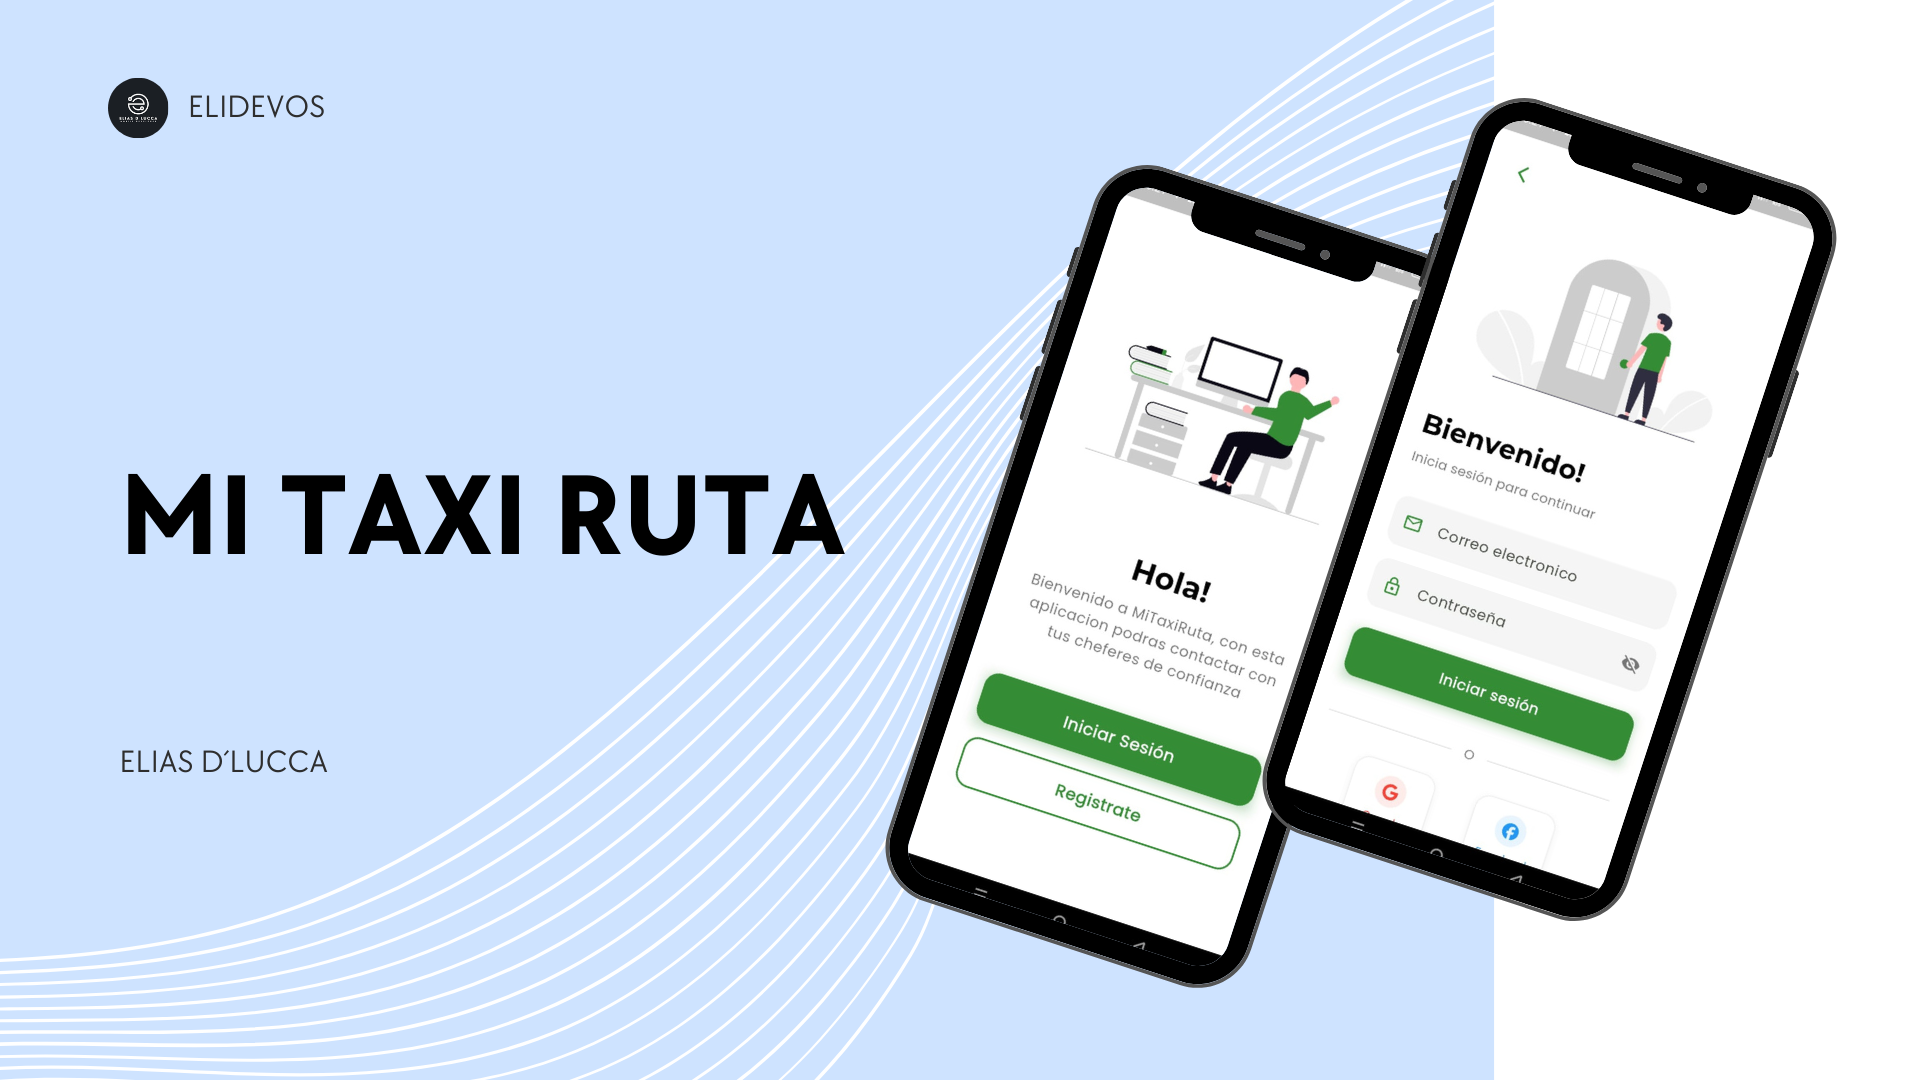 ELIAS D LUCCA
ELIDEVOS
MI TAXI RUTA
ELIAS D´LUCCA
Hola!
Bienvenido a MiTaxiRuta, con esta
aplicacion podras contactar con
tus cheferes de confianza
Iniciar Sesión
Registrate
Bienvenido!
Inicia sesión para continuar
Correo electronico
Contraseña
Iniciar sesión
O